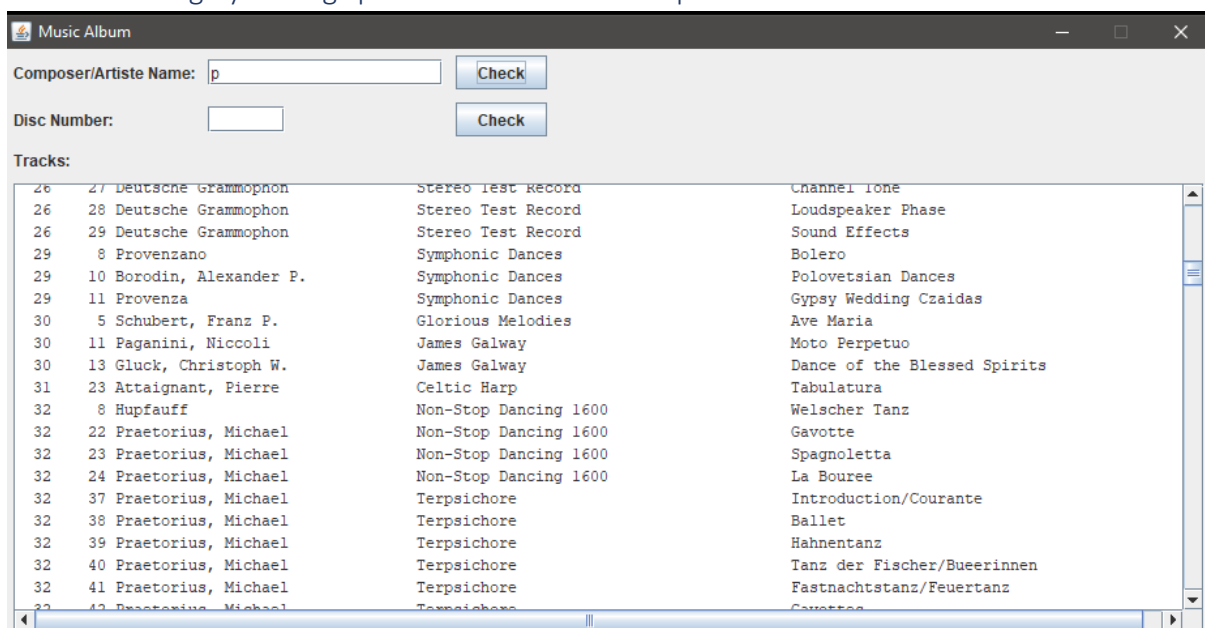 Music Album
Composer/Artiste Name: p Check
Disc Number: Check
Tracks:
26 27 Deutsche Grammophon Stereo Test Record Channel Tone
26 28 Deutsche Grammophon Stereo Test Record Loudspeaker Phase
26 29 Deutsche Grammophon Stereo Test Record Sound Effects
29 8 Provenzano Symphonic Dances Bolero
29 10 Borodin, Alexander P. Symphonic Dances Polovetsian Dances
29 11 Provenza Symphonic Dances Gypsy Wedding Czaidas
30 5 Schubert, Franz P. Glorious Melodies Ave Maria
30 11 Paganini, Niccoli James Galway Moto Perpetuo
30 13 Gluck, Christoph W. James Galway Dance of the Blessed Spirits
31 23 Attaignant, Pierre Celtic Harp Tabulatura
32 8 Hupfauff Non-Stop Dancing 1600 Welscher Tanz
32 22 Praetorius, Michael Non-Stop Dancing 1600 Gavotte
32 23 Praetorius, Michael Non-Stop Dancing 1600 Spagnoletta
32 24 Praetorius, Michael Non-Stop Dancing 1600 La Bouree
32 37 Praetorius, Michael Terpsichore Introduction/Courante
32 38 Praetorius, Michael Terpsichore Ballet
32 39 Praetorius, Michael Terpsichore Hahnentanz
32 40 Praetorius, Michael Terpsichore Tanz der Fischer/Bueerinnen
32 41 Praetorius, Michael Terpsichore Fastnachtstanz/Feuertanz
32 42 Praetorius, Michael Terpsichore Gavottes